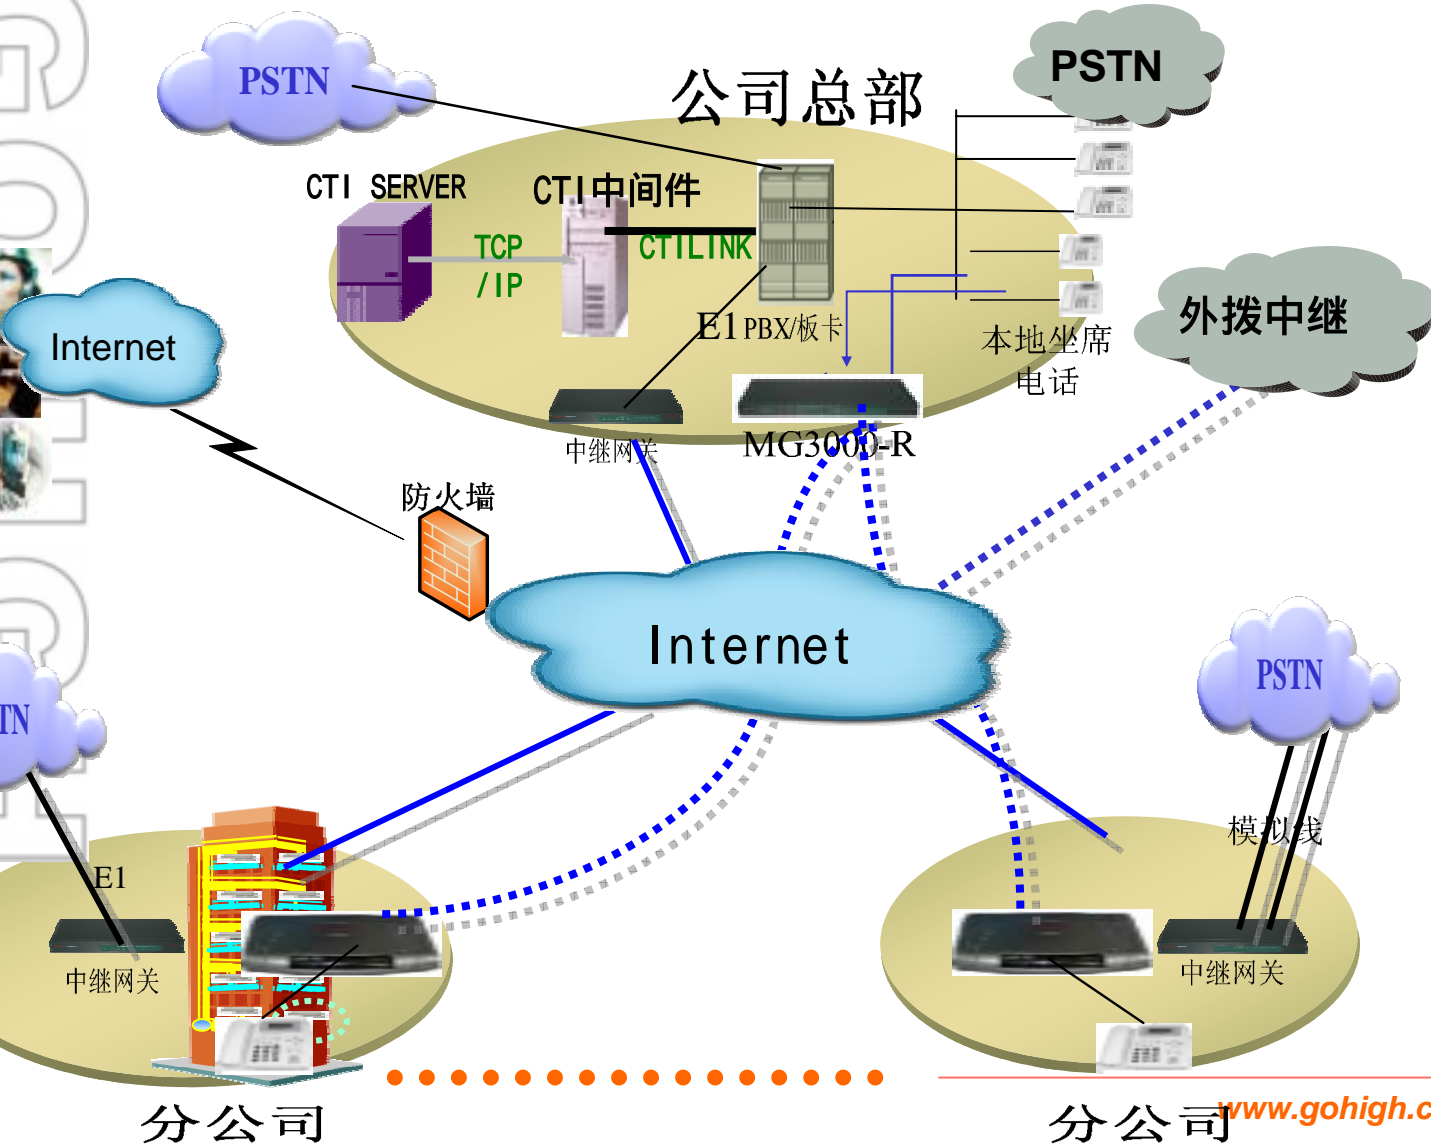 PSTN
PSTN
公司总部
CTI SERVER
CTI中间件
TCP
/IP
CTILINK
E1 PBX/板卡
本地坐席
电话
外拨中继
Internet
中继网关
MG3000-R
防火墙
Internet
PSTN
TN
模拟线
E1
中继网关
中继网关
分公司
分公司
www.gohigh.c